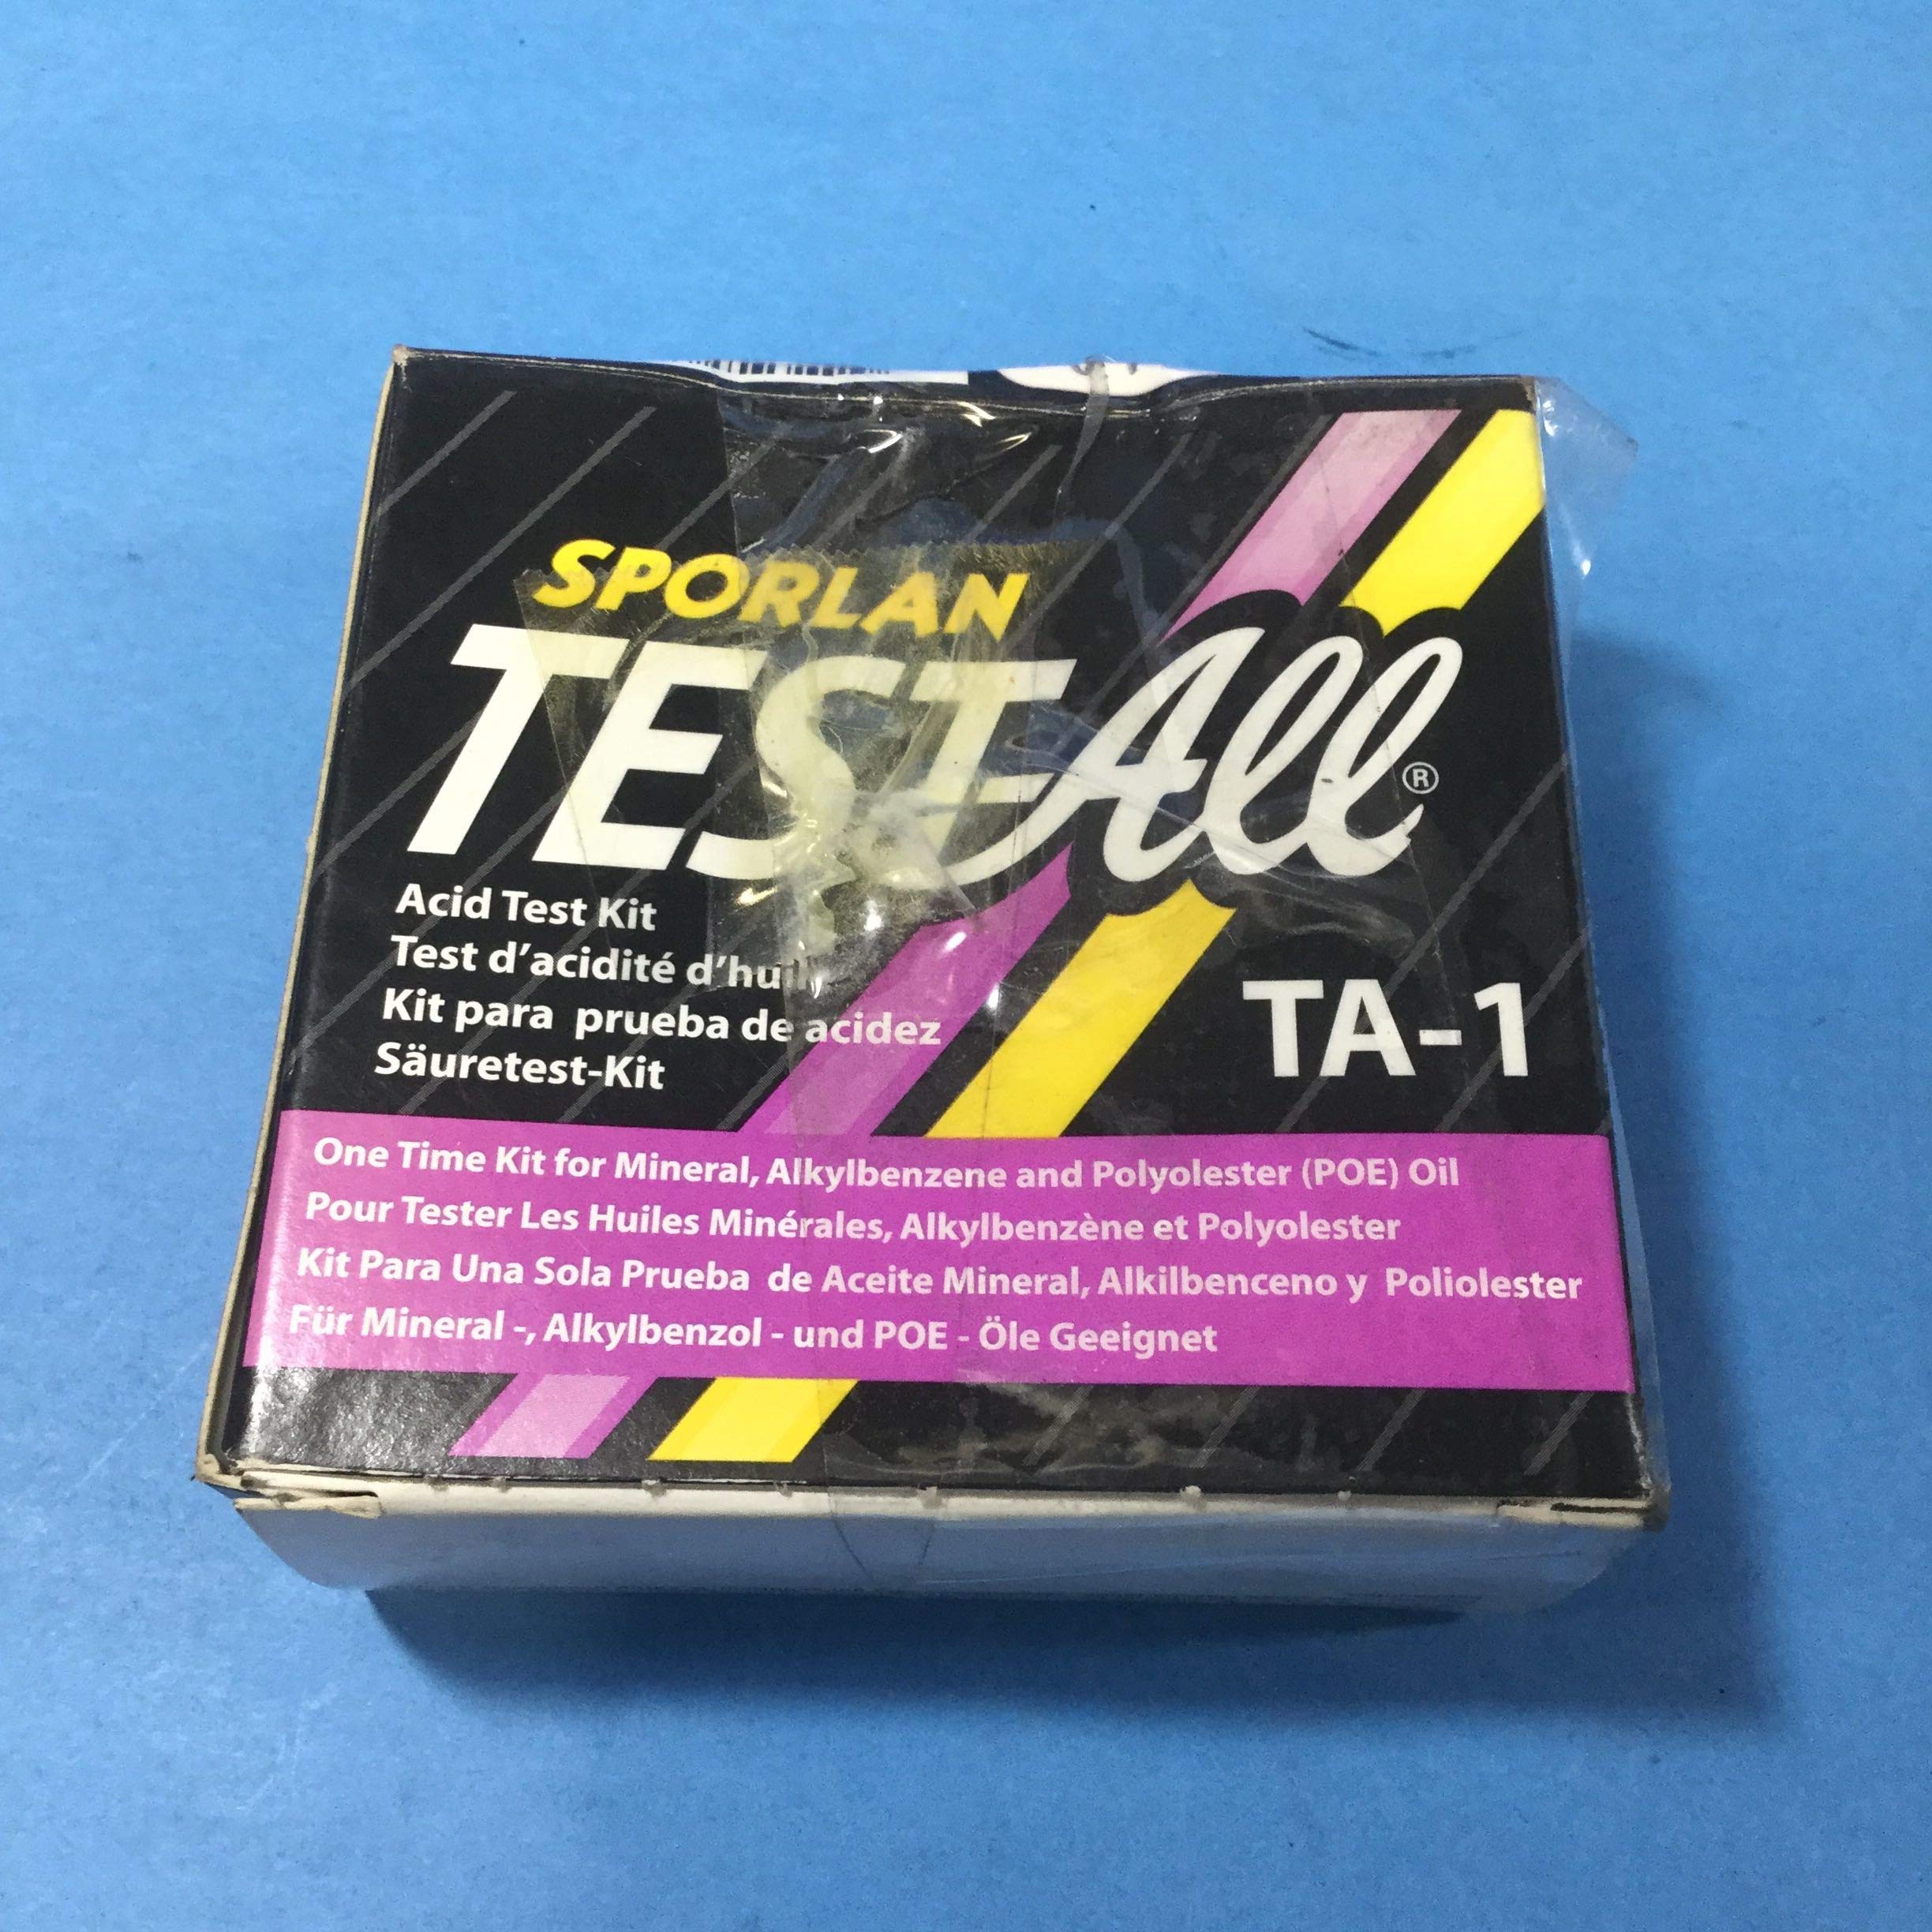 SPORLAN
TEST-All®
Acid Test Kit
Test d'acidité d'huile
Kit para prueba de acidez
Säuretest-Kit
TA-1
One Time Kit for Mineral, Alkylbenzene and Polyolester (POE) Oil
Pour Tester Les Huiles Minérales, Alkylbenzène et Polyolester
Kit Para Una Sola Prueba de Aceite Mineral, Alkilbenceno y Poliolester
Für Mineral -, Alkylbenzol - und POE - Öle Geeignet